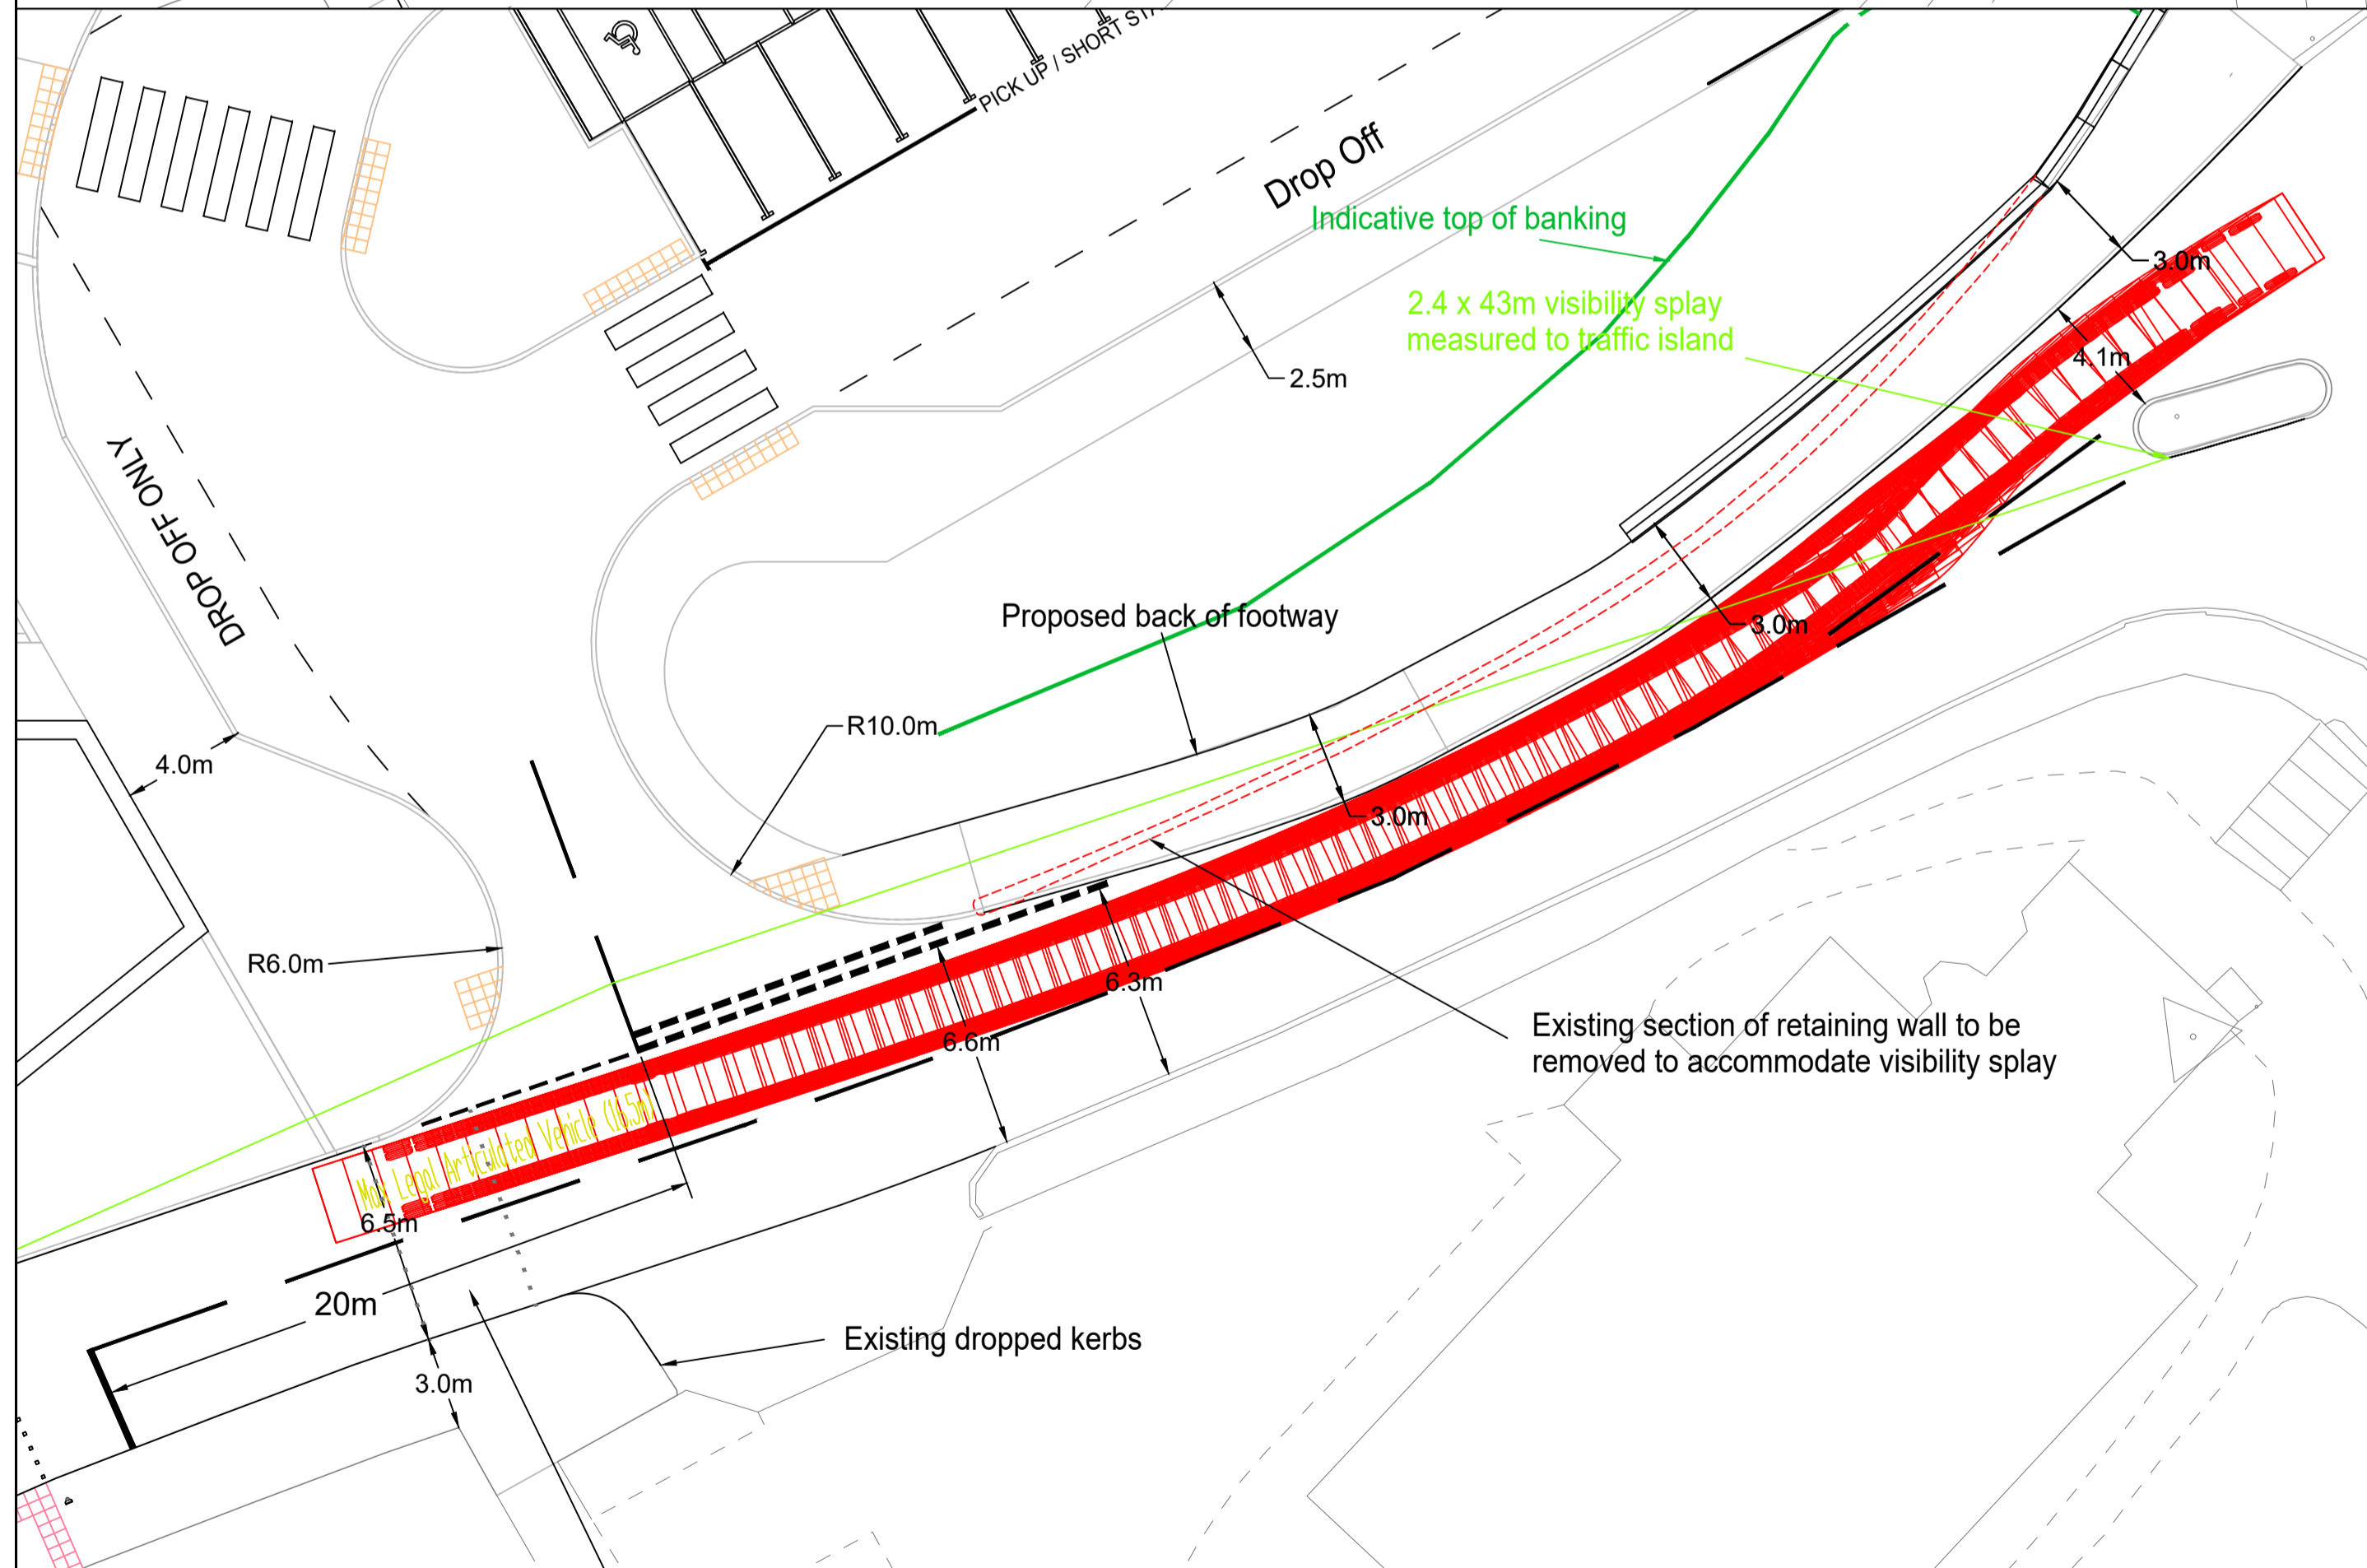 PICK UP / SHORT STA
Drop Off
Indicative top of banking
3.0m
2.4 x 43m visibility splay
measured to traffic island
4.1m
2.5m
DROP OFF ONLY
Proposed back of footway
3.0m
R10.0m
4.0m
3.0m
R6.0m
6.3m
6.6m
Existing section of retaining wall to be
removed to accommodate visibility splay
Max Legal Articulated Vehicle (16.5m)
6.5m
20m
Existing dropped kerbs
3.0m